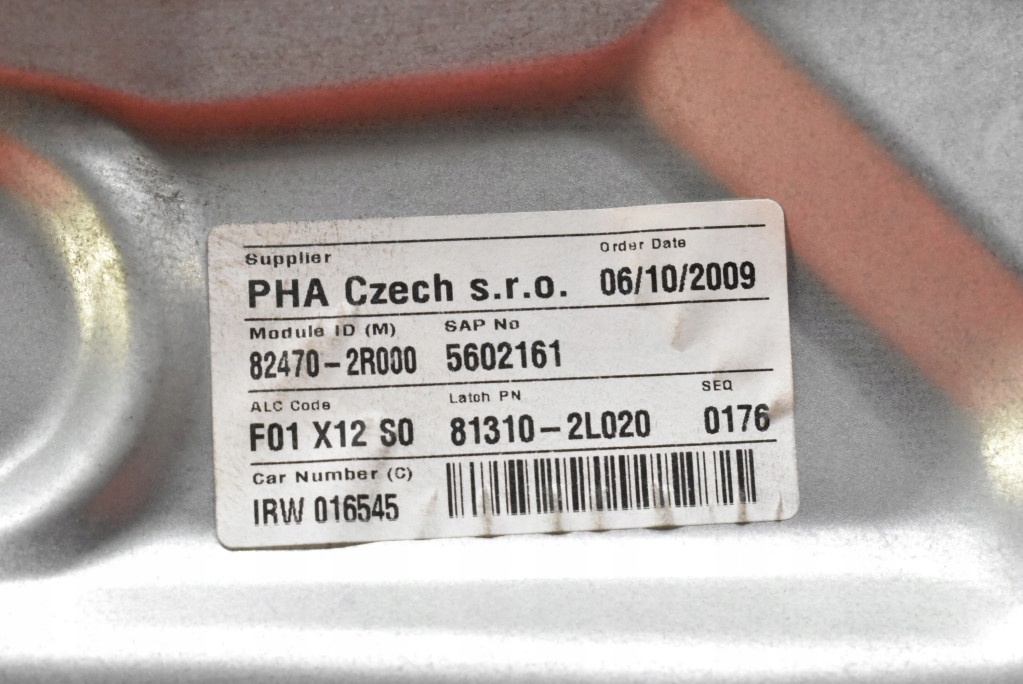 Supplier Order Date
PHA Czech s.r.o. 06/10/2009
Module ID (M) SAP No
82470-2R000 5602161
ALC Code Latch PN SEQ
F01 X12 S0 81310-2L020 0176
Car Number (C)
IRW 016545